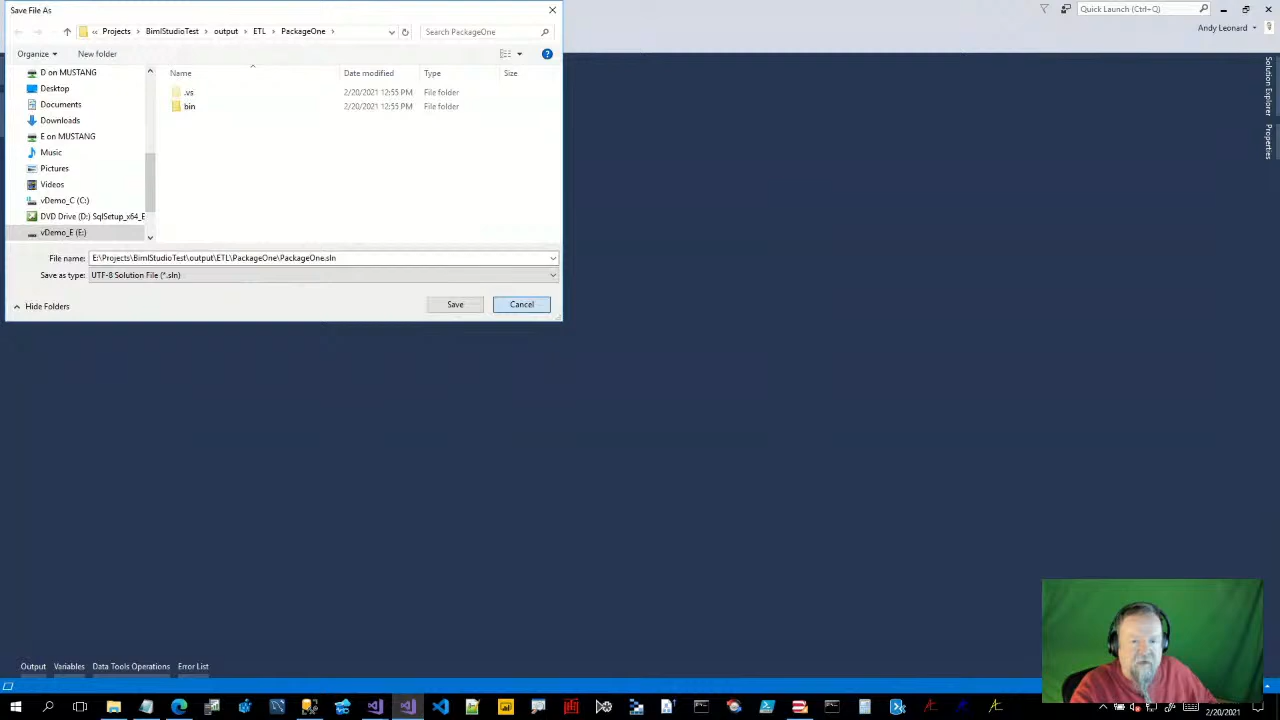 Save File As
Quick Launch (Ctrl+Q)
« Projects > BimlStudioTest > output > ETL > PackageOne >
Search PackageOne
Andy Leonard
Organize
New folder
Name
Date modified
Type
Size
D on MUSTANG
Desktop
Documents
Downloads
E on MUSTANG
Music
Pictures
Videos
vDemo_C (C:)
DVD Drive (D:) SqlSetup_x64_E
vDemo_E (E:)
.vs 2/20/2021 12:55 PM File folder
bin 2/20/2021 12:55 PM File folder
Solution Explorer
Properties
File name: E:\Projects\BimlStudioTest\output\ETL\PackageOne\PackageOne.sln
Save as type: UTF-8 Solution File (*.sln)
Hide Folders
Save
Cancel
Output Variables Data Tools Operations Error List
2/20/2021